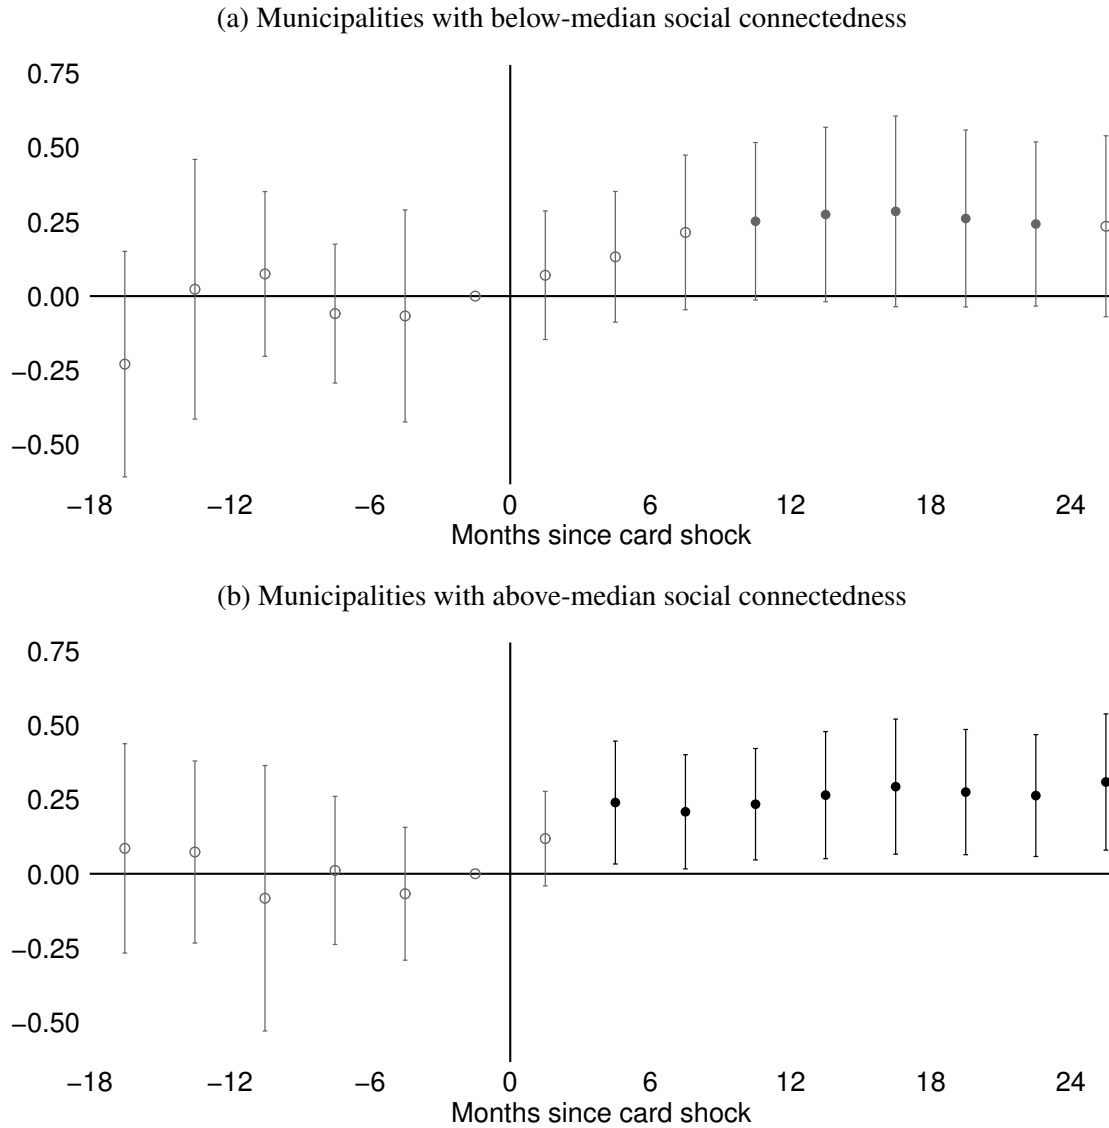 (a) Municipalities with below-median social connectedness
0.75
0.50
0.25
0.00
−0.25
−0.50
−18 −12 −6 0 6 12 18 24
Months since card shock
(b) Municipalities with above-median social connectedness
0.75
0.50
0.25
0.00
−0.25
−0.50
−18 −12 −6 0 6 12 18 24
Months since card shock